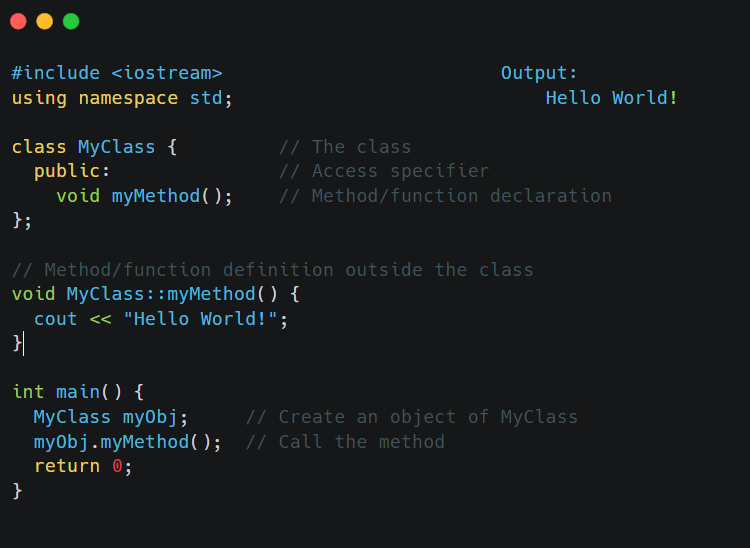 #include <iostream>                         Output:
using namespace std;                            Hello World!

class MyClass {         // The class
  public:               // Access specifier
    void myMethod();    // Method/function declaration
};

// Method/function definition outside the class
void MyClass::myMethod() {
  cout << "Hello World!";
}

int main() {
  MyClass myObj;     // Create an object of MyClass
  myObj.myMethod();  // Call the method
  return 0;
}